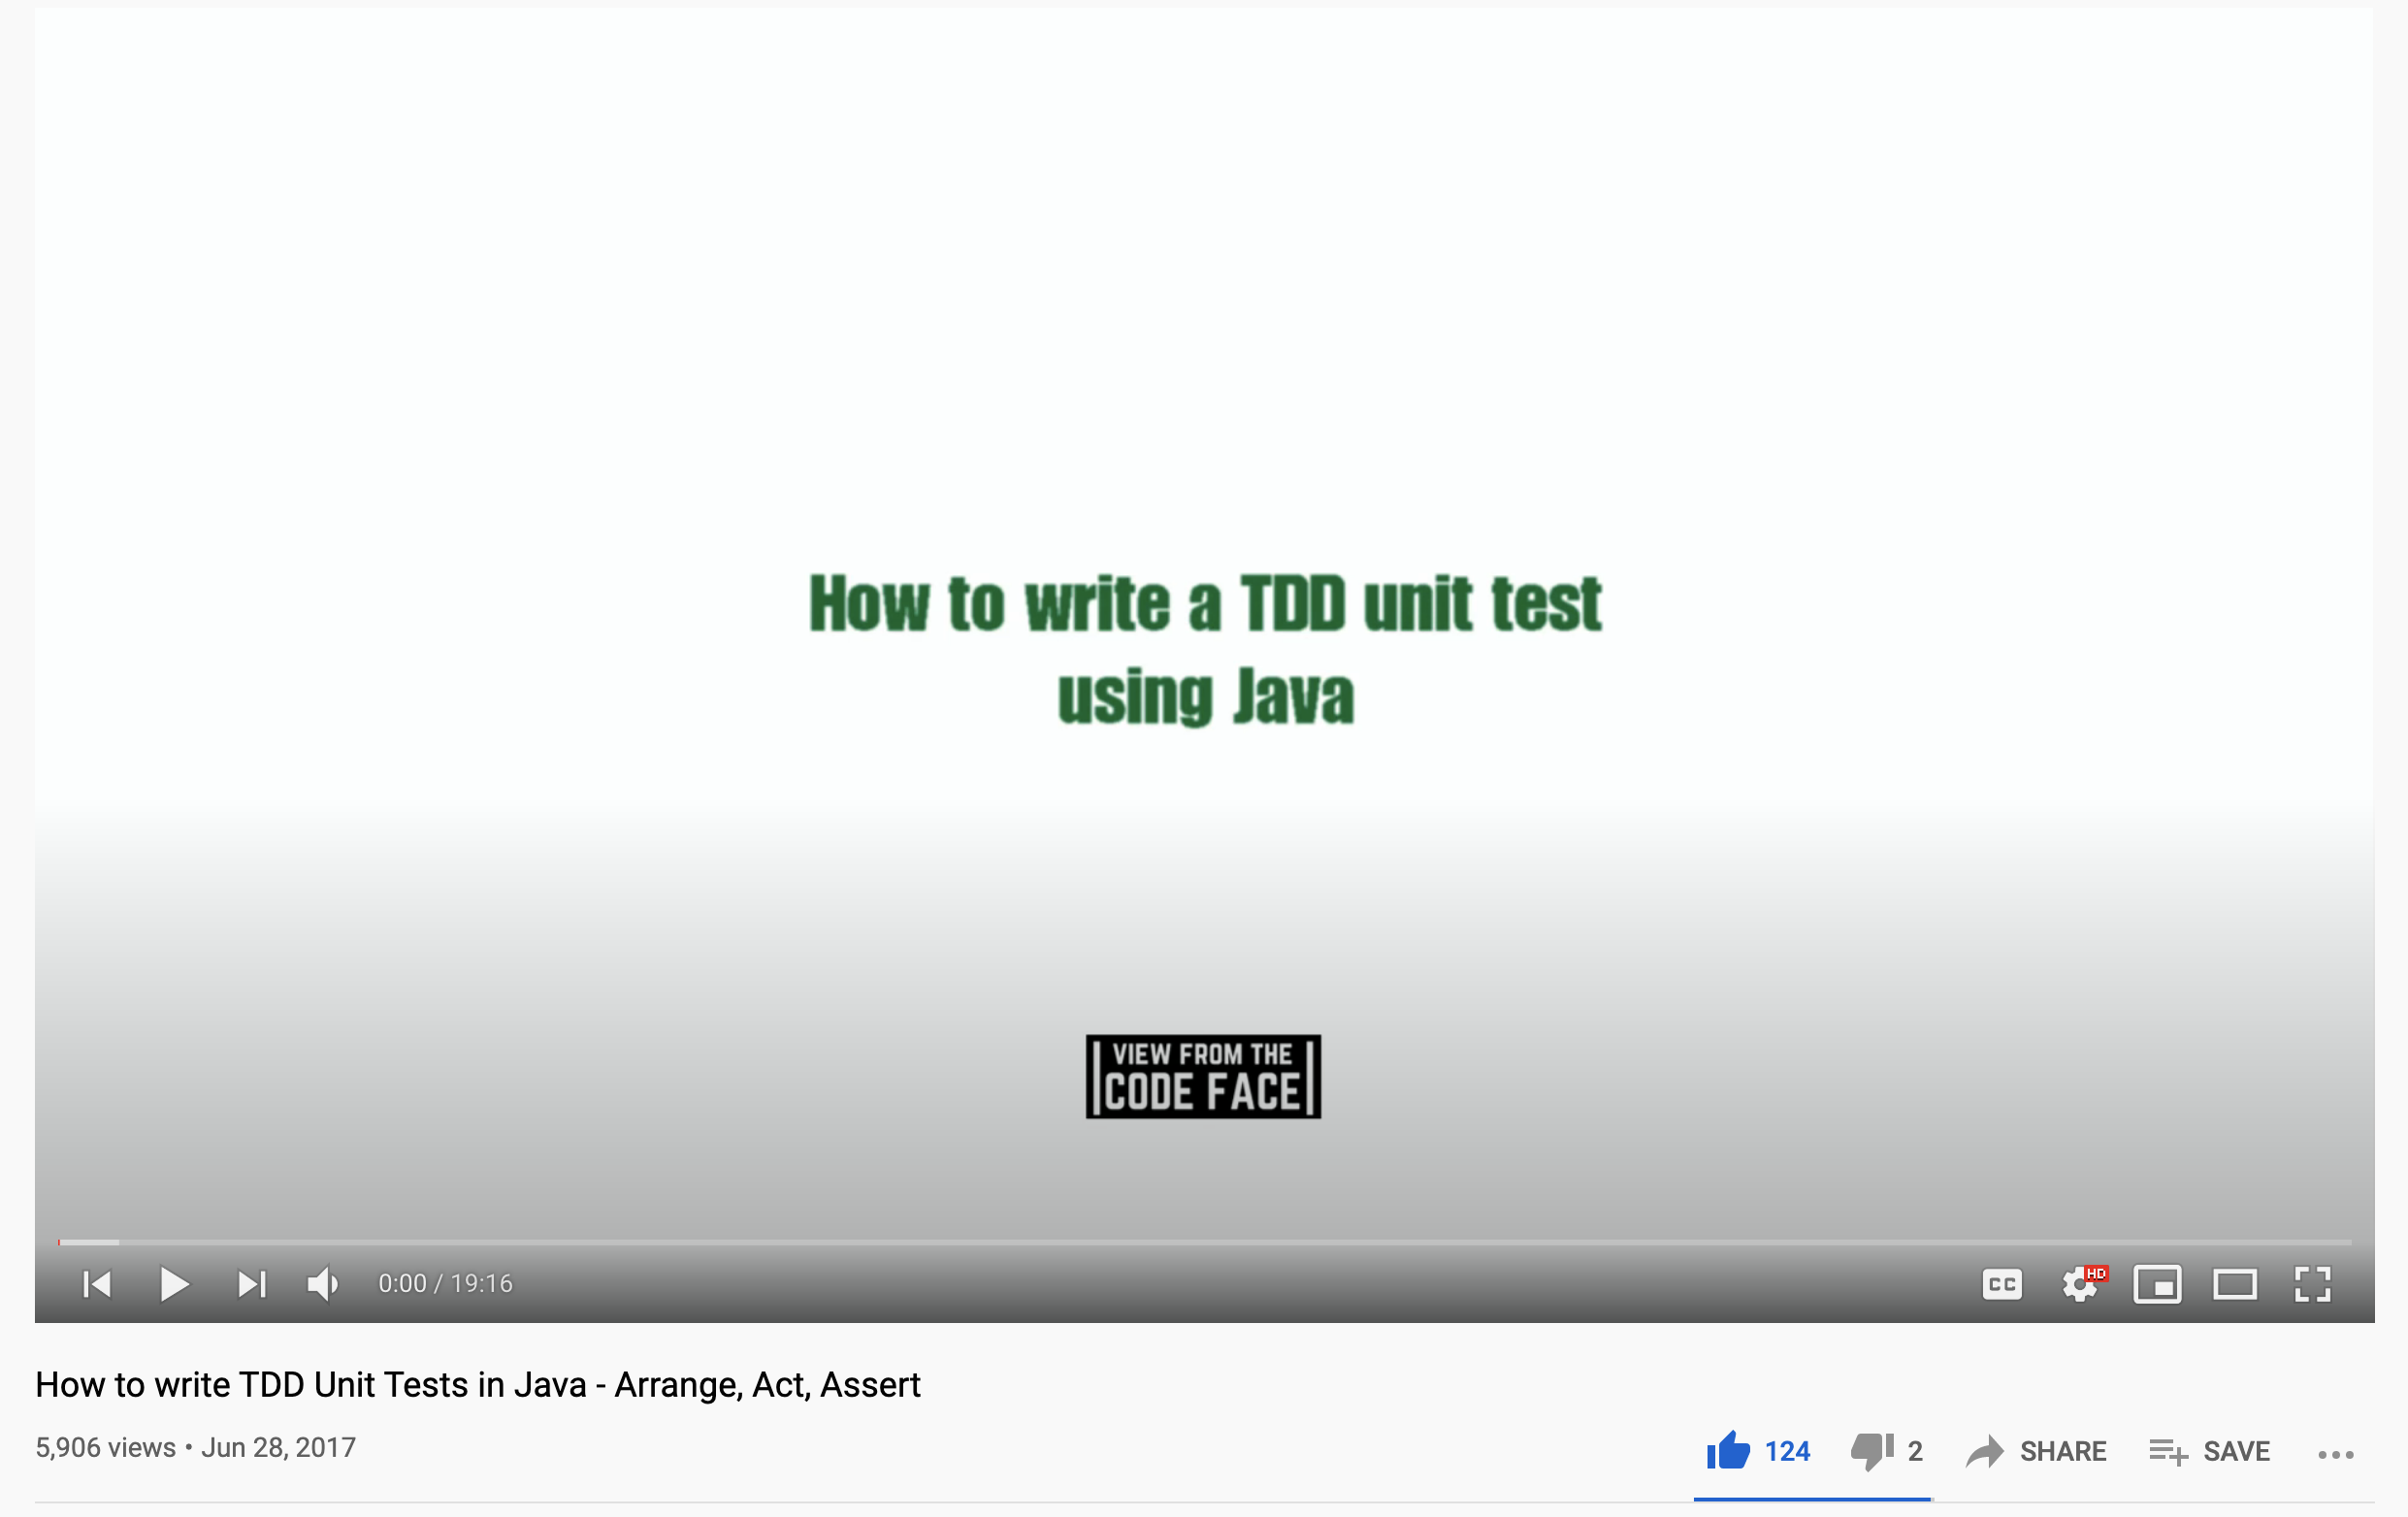 How to write a TDD unit test
using Java
VIEW FROM THE
CODE FACE
0:00 / 19:16
CC
HD
How to write TDD Unit Tests in Java - Arrange, Act, Assert
5,906 views • Jun 28, 2017
124 2 SHARE SAVE